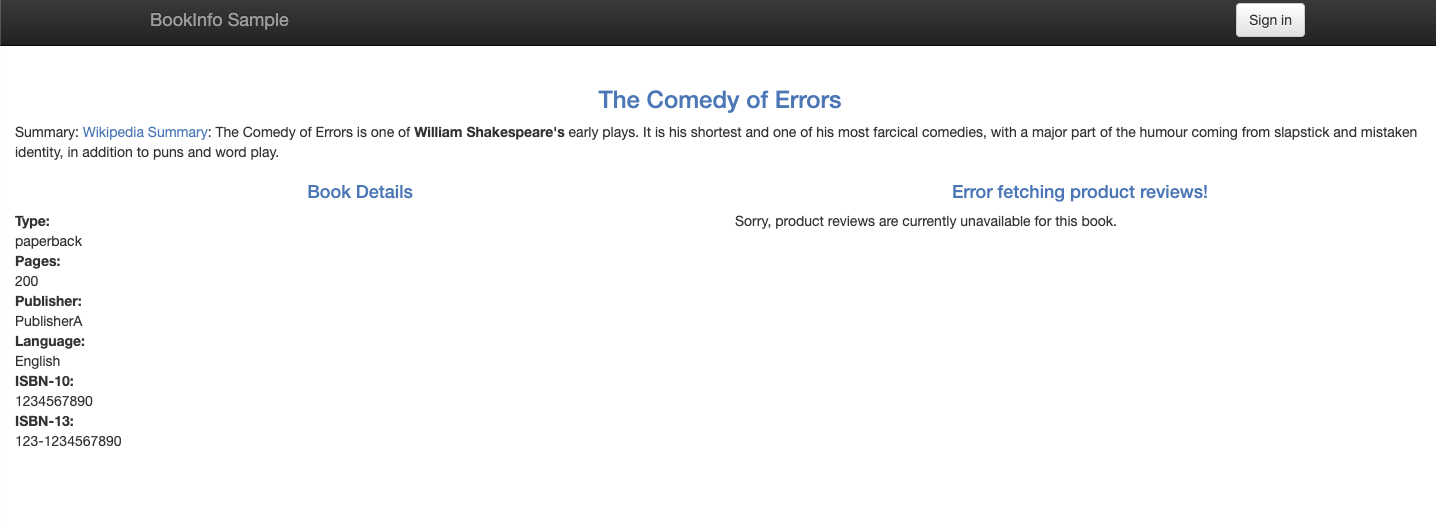 BookInfo Sample
Sign in
The Comedy of Errors
Summary: Wikipedia Summary: The Comedy of Errors is one of William Shakespeare's early plays. It is his shortest and one of his most farcical comedies, with a major part of the humour coming from slapstick and mistaken
identity, in addition to puns and word play.
Book Details
Type:
paperback
Pages:
200
Publisher:
PublisherA
Language:
English
ISBN-10:
1234567890
ISBN-13:
123-1234567890
Error fetching product reviews!
Sorry, product reviews are currently unavailable for this book.